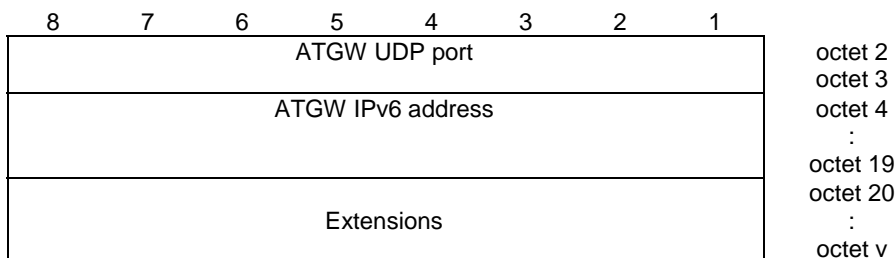 8 7 6 5 4 3 2 1
ATGW UDP port octet 2
octet 3
ATGW IPv6 address octet 4
:
octet 19
octet 20
Extensions :
octet v